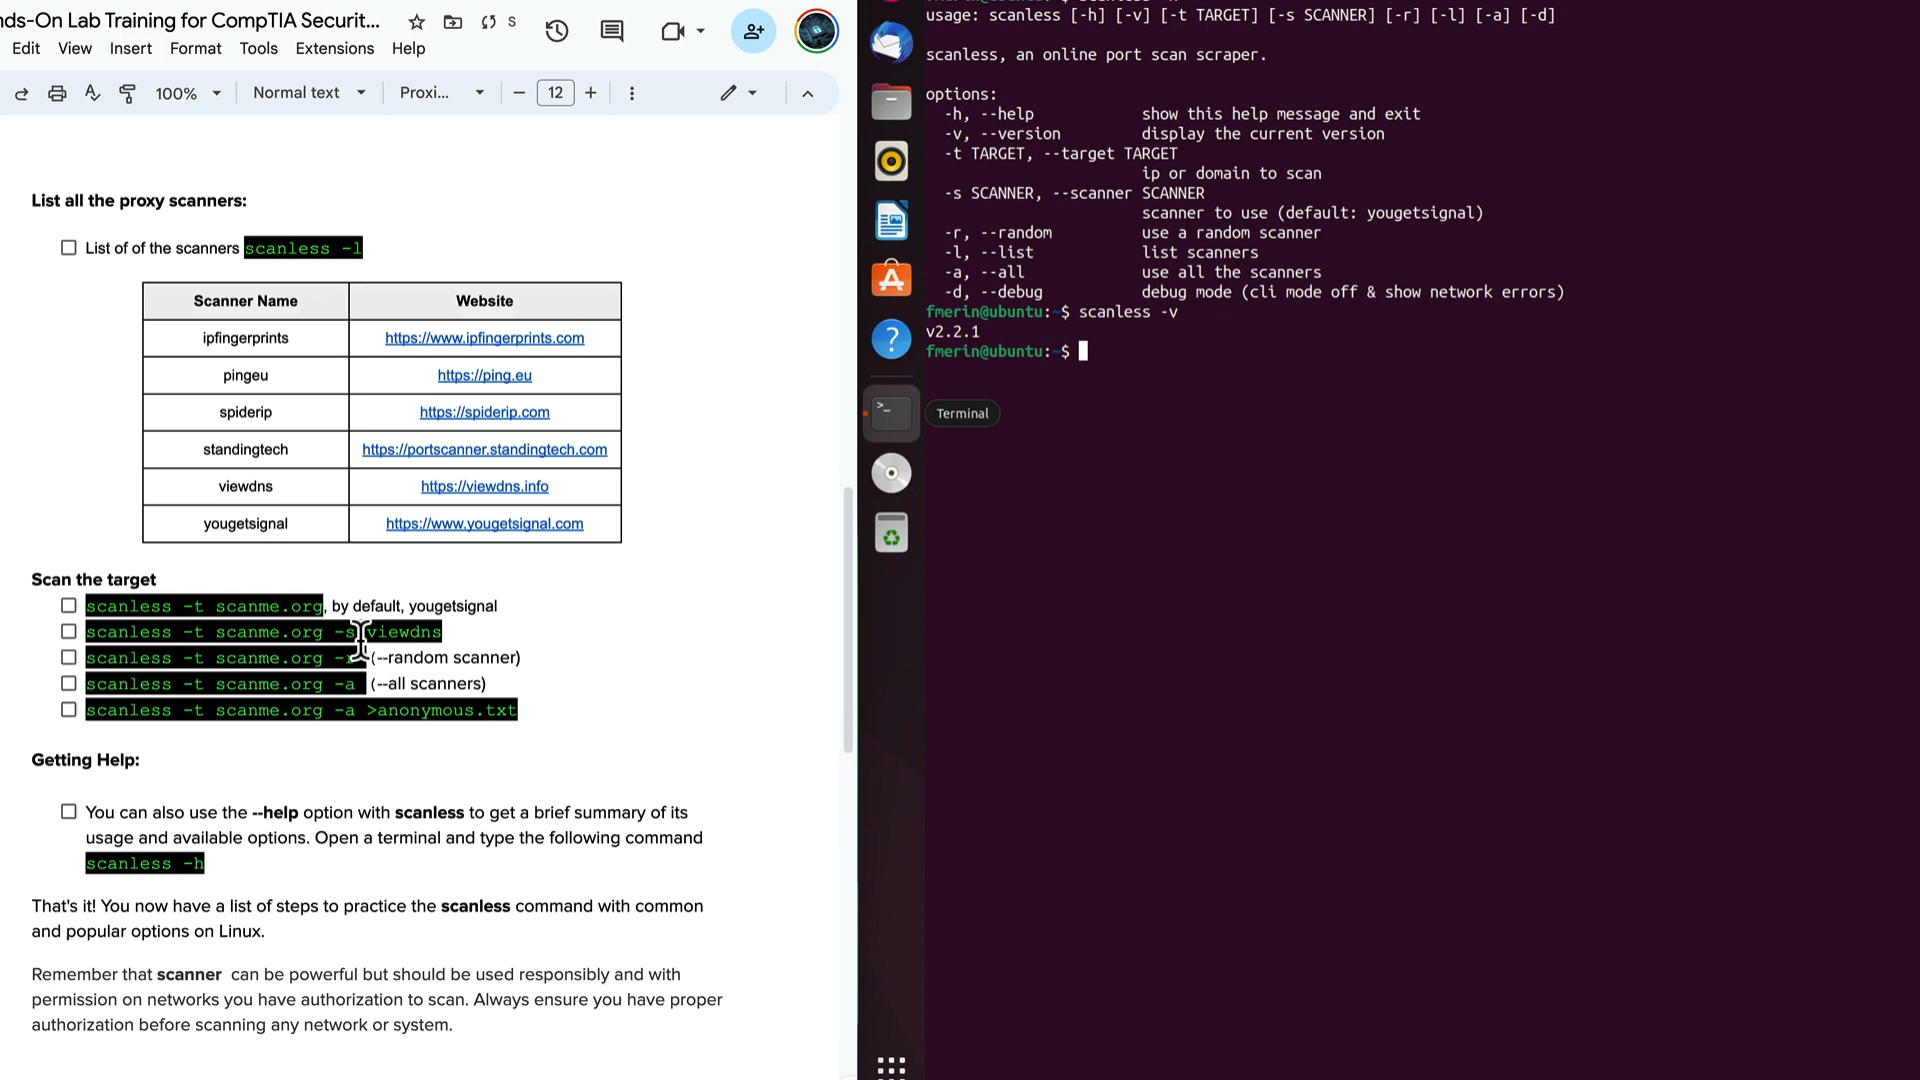 nds-On Lab Training for CompTIA Securit...
S
Edit View Insert Format Tools Extensions Help
100% Normal text Proxi... 12
List all the proxy scanners:
List of of the scanners scanless -l
Scanner Name Website
ipfingerprints https://www.ipfingerprints.com
pingeu https://ping.eu
spiderip https://spiderip.com
standingtech https://portscanner.standingtech.com
viewdns https://viewdns.info
yougetsignal https://www.yougetsignal.com
Scan the target
scanless -t scanme.org, by default, yougetsignal
scanless -t scanme.org -s viewdns
scanless -t scanme.org -r (--random scanner)
scanless -t scanme.org -a (--all scanners)
scanless -t scanme.org -a >anonymous.txt
Getting Help:
You can also use the --help option with scanless to get a brief summary of its
usage and available options. Open a terminal and type the following command
scanless -h
That's it! You now have a list of steps to practice the scanless command with common
and popular options on Linux.
Remember that scanner can be powerful but should be used responsibly and with
permission on networks you have authorization to scan. Always ensure you have proper
authorization before scanning any network or system.
usage: scanless [-h] [-v] [-t TARGET] [-s SCANNER] [-r] [-l] [-a] [-d]
scanless, an online port scan scraper.
options:
-h, --help show this help message and exit
-v, --version display the current version
-t TARGET, --target TARGET
ip or domain to scan
-s SCANNER, --scanner SCANNER
scanner to use (default: yougetsignal)
-r, --random use a random scanner
-l, --list list scanners
-a, --all use all the scanners
-d, --debug debug mode (cli mode off & show network errors)
fmerin@ubuntu:~$ scanless -v
v2.2.1
fmerin@ubuntu:~$
Terminal